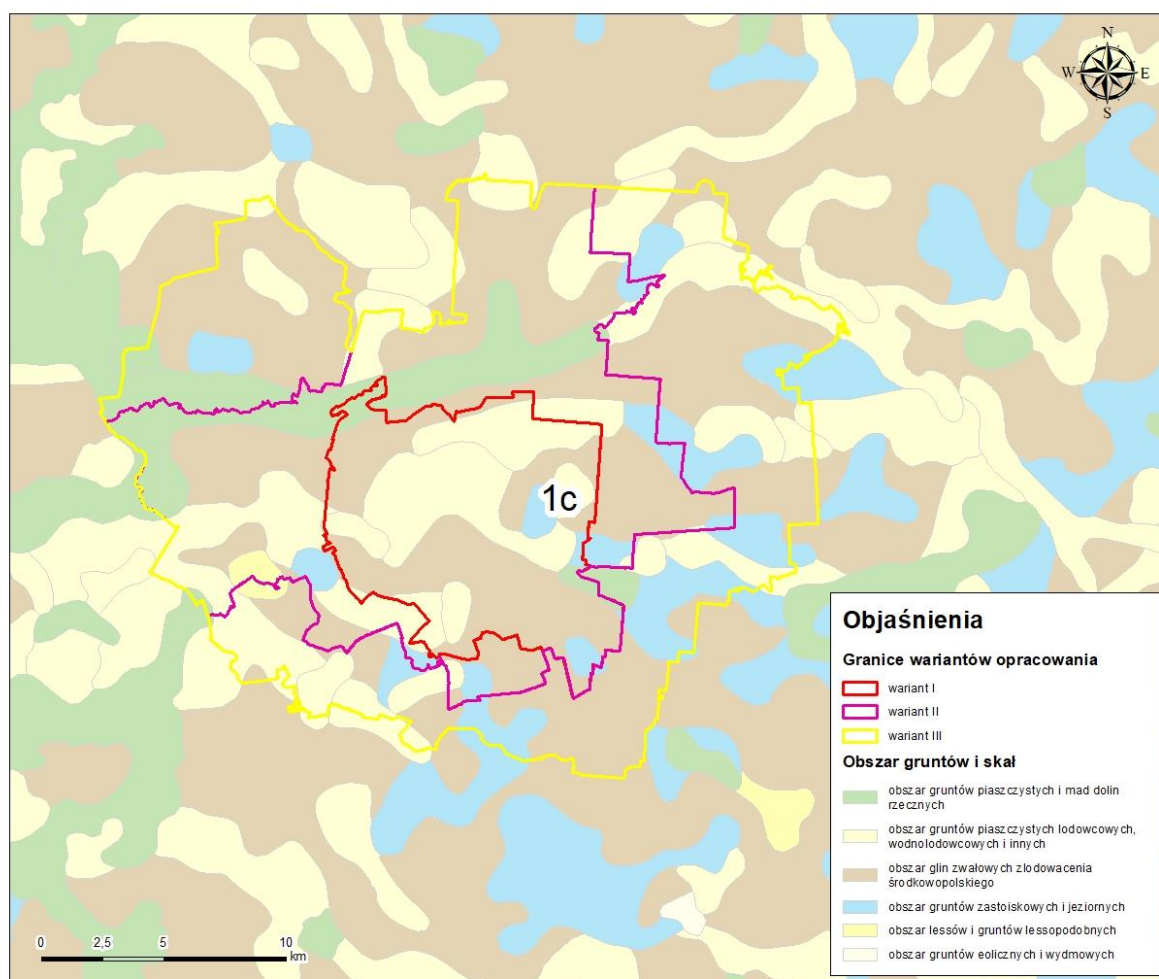 N
W E
S
1c
Objaśnienia
Granice wariantów opracowania
wariant I
wariant II
wariant III
Obszar gruntów i skał
obszar gruntów piaszczystych i mad dolin
rzecznych
obszar gruntów piaszczystych lodowcowych,
wodnolodowcowych i innych
obszar glin zwałowych zlodowacenia
środkowopolskiego
obszar gruntów zastoiskowych i jeziornych
obszar lessów i gruntów lessopodobnych
obszar gruntów eolicznych i wydmowych
0 2,5 5 10
km